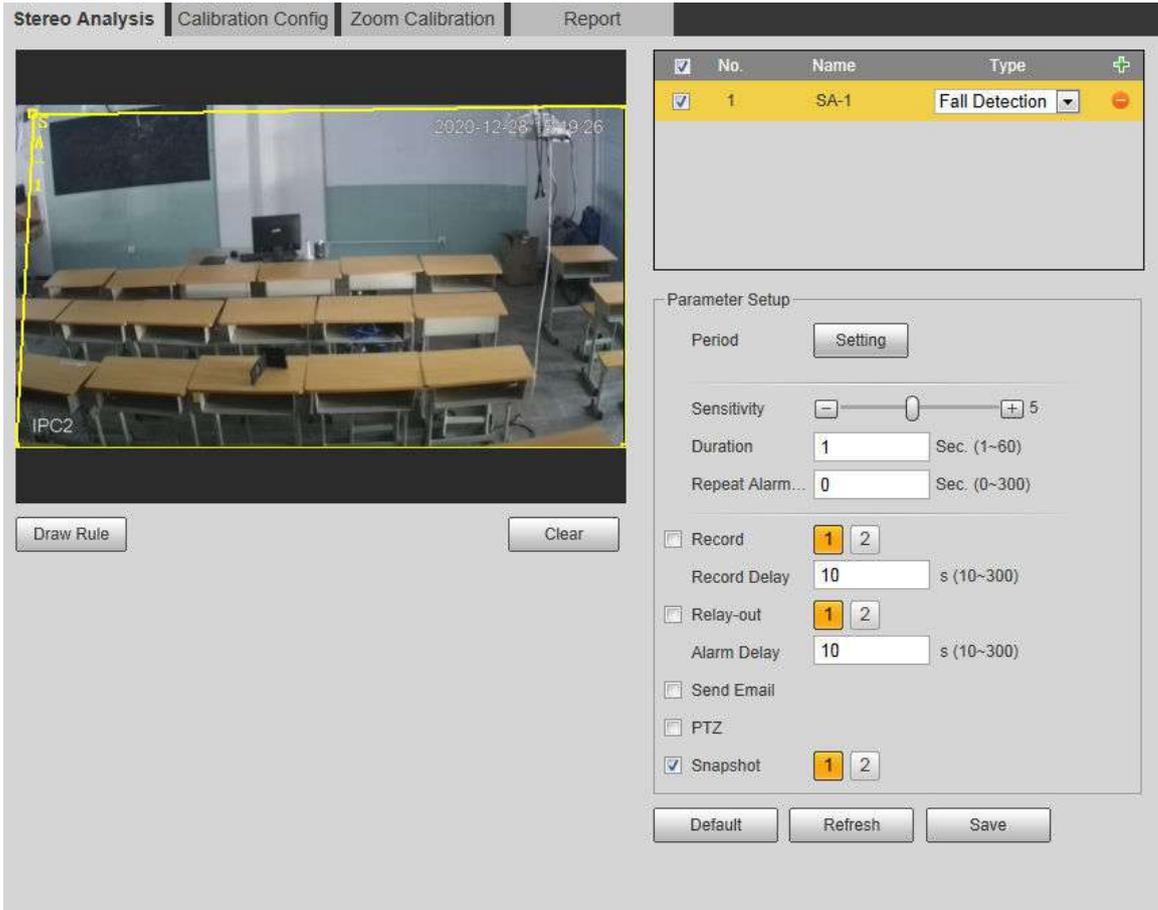 Stereo Analysis Calibration Config Zoom Calibration Report
No. Name Type
1 SA-1 Fall Detection
SA-1
2020-12-28
IPC2
Draw Rule Clear
Parameter Setup
Period Setting
Sensitivity - + 5
Duration 1 Sec. (1~60)
Repeat Alarm... 0 Sec. (0~300)
Record 1 2
Record Delay 10 s (10~300)
Relay-out 1 2
Alarm Delay 10 s (10~300)
Send Email
PTZ
Snapshot 1 2
Default Refresh Save